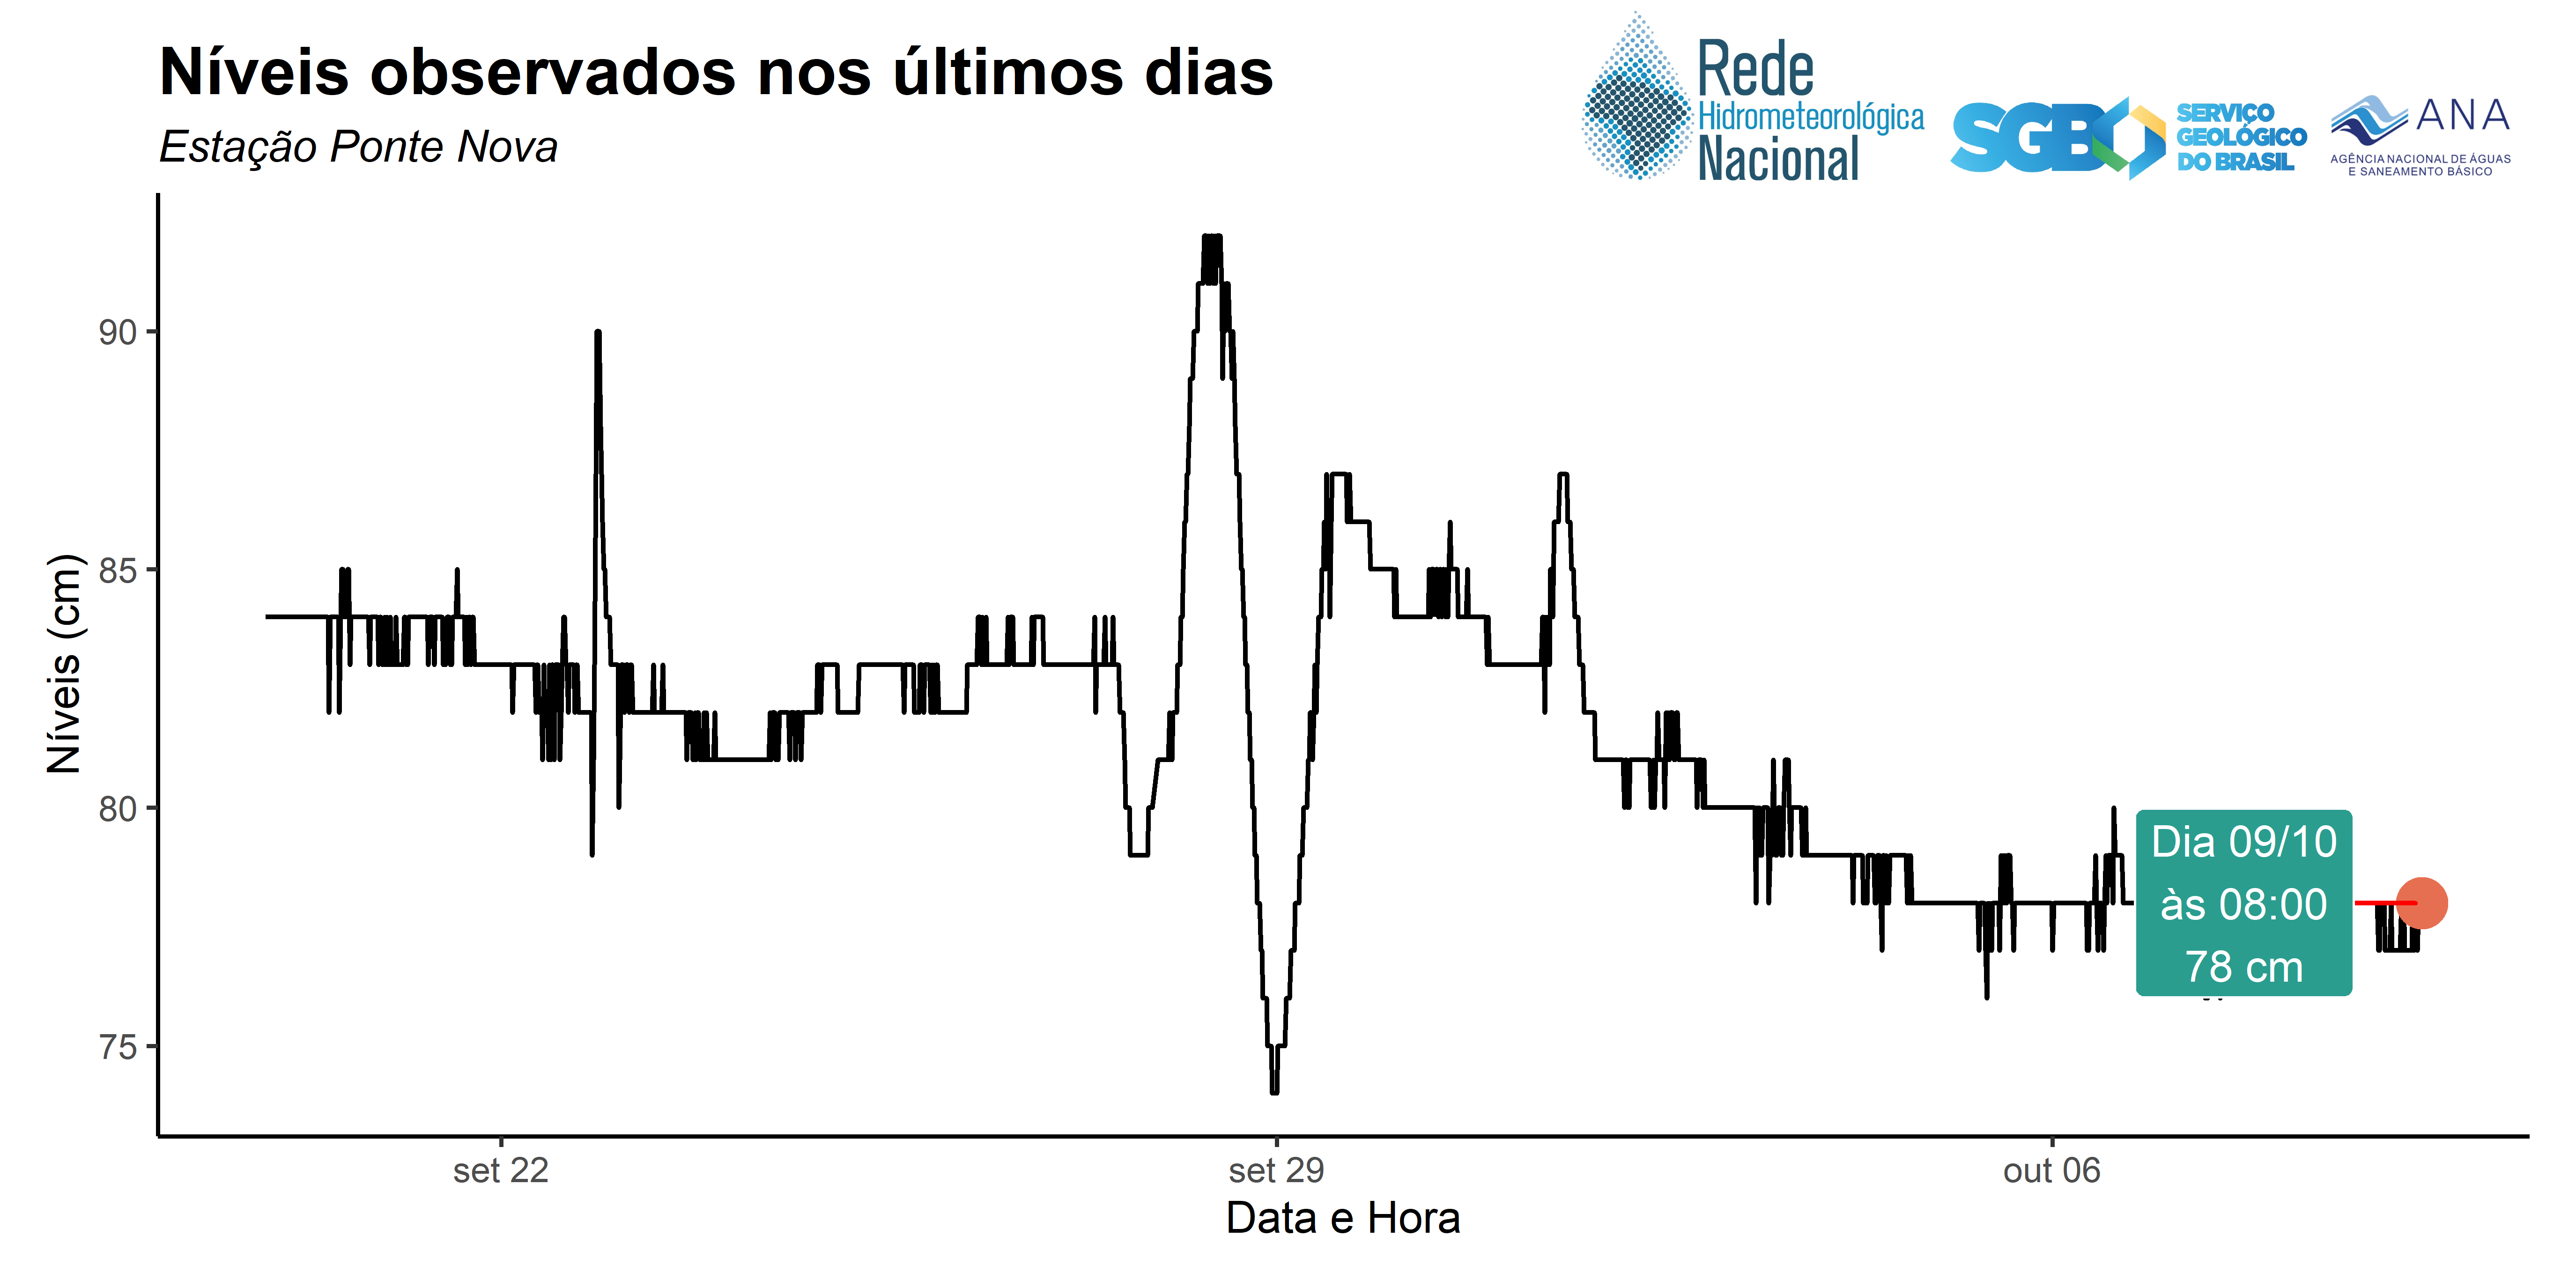 Níveis observados nos últimos dias
Estação Ponte Nova
Rede
Hidrometeorológica
Nacional
SGB
SERVIÇO
GEOLÓGICO
DO BRASIL
ANA
AGÊNCIA NACIONAL DE ÁGUAS
E SANEAMENTO BÁSICO
Níveis (cm)
90
85
80
75
Dia 09/10
às 08:00
78 cm
set 22
set 29
out 06
Data e Hora